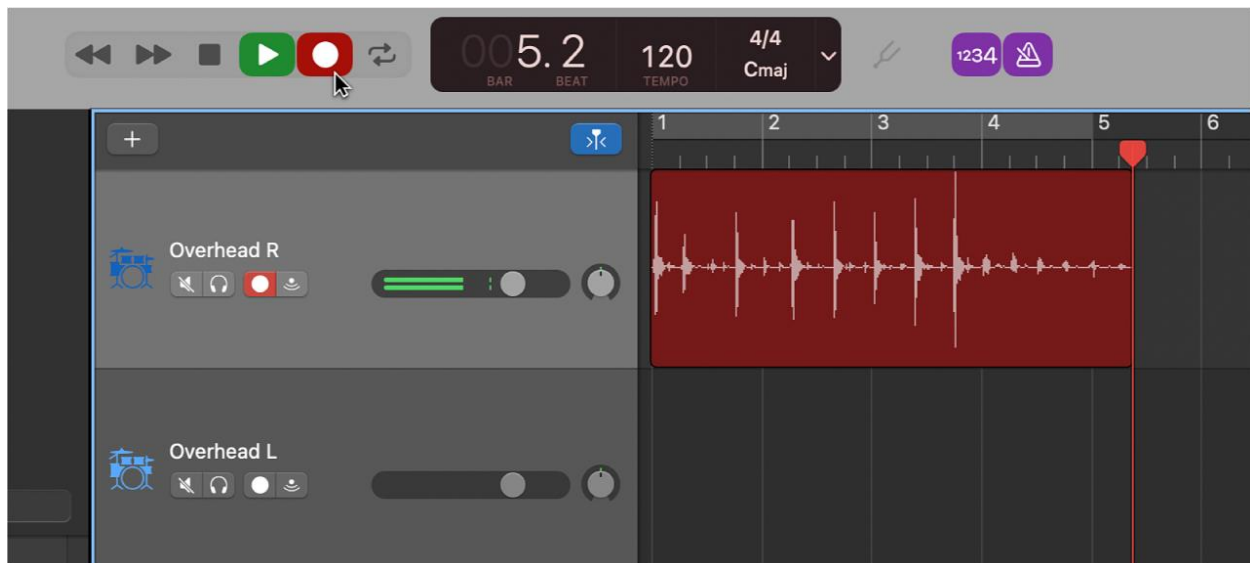 005.2
BAR BEAT
120
TEMPO
4/4
Cmaj
1234
1 2 3 4 5 6
Overhead R
Overhead L